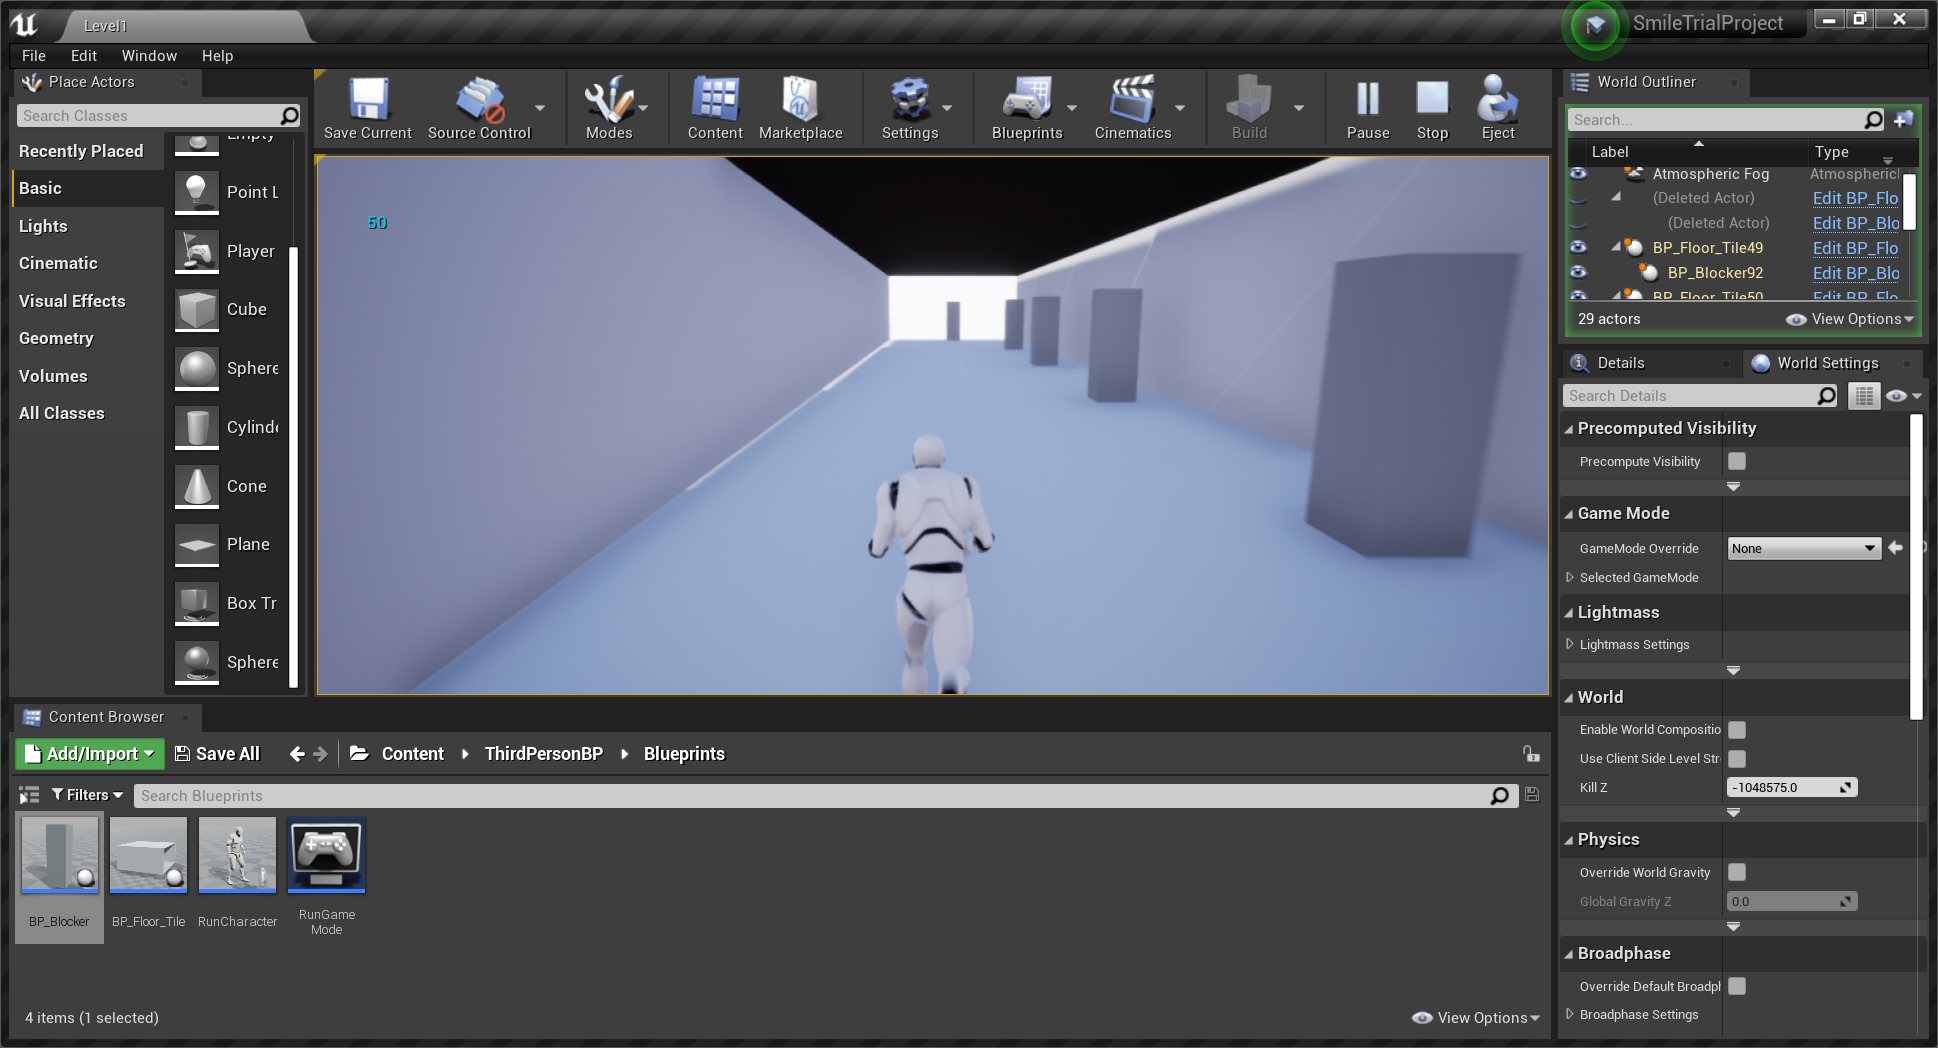 Level1
SmileTrialProject
File Edit Window Help
Place Actors
Search Classes
Recently Placed
Basic
Lights
Cinematic
Visual Effects
Geometry
Volumes
All Classes
Empty
Point L
Player
Cube
Sphere
Cylinde
Cone
Plane
Box Tr
Sphere
Save Current
Source Control
Modes
Content
Marketplace
Settings
Blueprints
Cinematics
Build
Pause
Stop
Eject
50
World Outliner
Search...
Label Type
Atmospheric Fog Atmospheric
(Deleted Actor) Edit BP_Flo
(Deleted Actor) Edit BP_Blo
BP_Floor_Tile49 Edit BP_Flo
BP_Blocker92 Edit BP_Blo
BP_Floor_Tile50 Edit BP_Flo
29 actors View Options
Details World Settings
Search Details
Precomputed Visibility
Precompute Visibility
Game Mode
GameMode Override None
Selected GameMode
Lightmass
Lightmass Settings
World
Enable World Compositio
Use Client Side Level Str
Kill Z -1048575.0
Physics
Override World Gravity
Global Gravity Z 0.0
Broadphase
Override Default Broadpl
Broadphase Settings
Content Browser
Add/Import Save All Content ThirdPersonBP Blueprints
Filters Search Blueprints
BP_Blocker
BP_Floor_Tile
RunCharacter
RunGame
Mode
4 items (1 selected) View Options